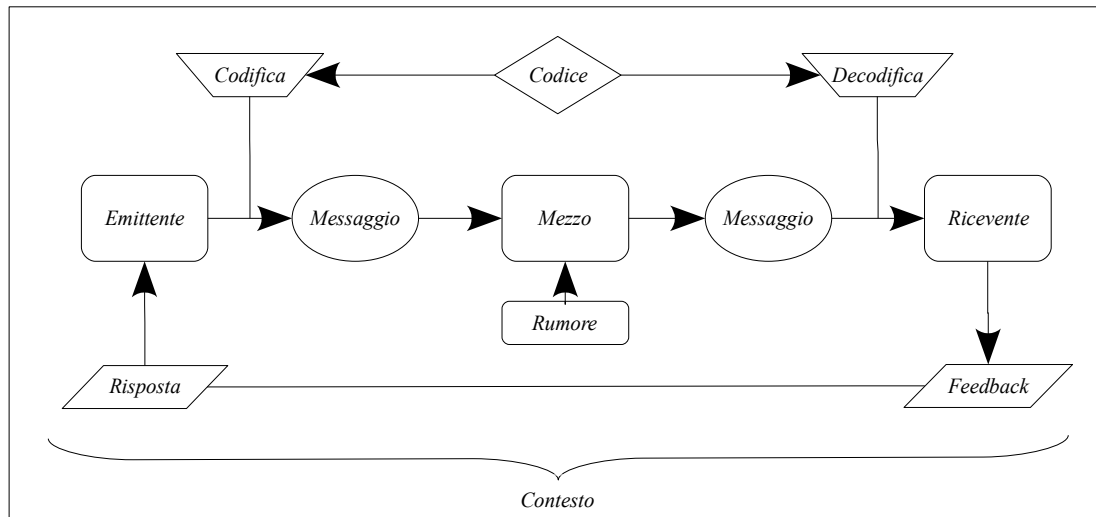 Codifica
Codice
Decodifica
Emittente
Messaggio
Mezzo
Messaggio
Ricevente
Rumore
Risposta
Feedback
Contesto